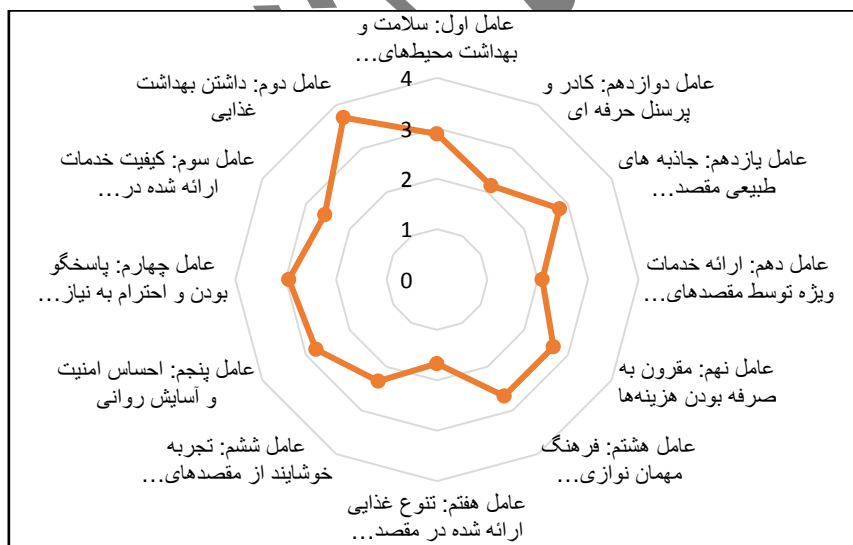 عامل اول: سلامت و
بهداشت محیط‌های...
عامل دوم: داشتن بهداشت
غذایی
عامل سوم: کیفیت خدمات
ارائه شده در...
عامل چهارم: پاسخگو
بودن و احترام به نیاز...
عامل پنجم: احساس امنیت
و آسایش روانی
عامل ششم: تجربه
خوشایند از مقصدهای...
عامل هفتم: تنوع غذایی
ارائه شده در مقصد...
عامل هشتم: فرهنگ
مهمان نوازی...
عامل نهم: مقرون به
صرفه بودن هزینه‌ها
عامل دهم: ارائه خدمات
ویژه توسط مقصدهای...
عامل یازدهم: جاذبه های
طبیعی مقصد...
عامل دوازدهم: کادر و
پرسنل حرفه ای
4
3
2
1
0